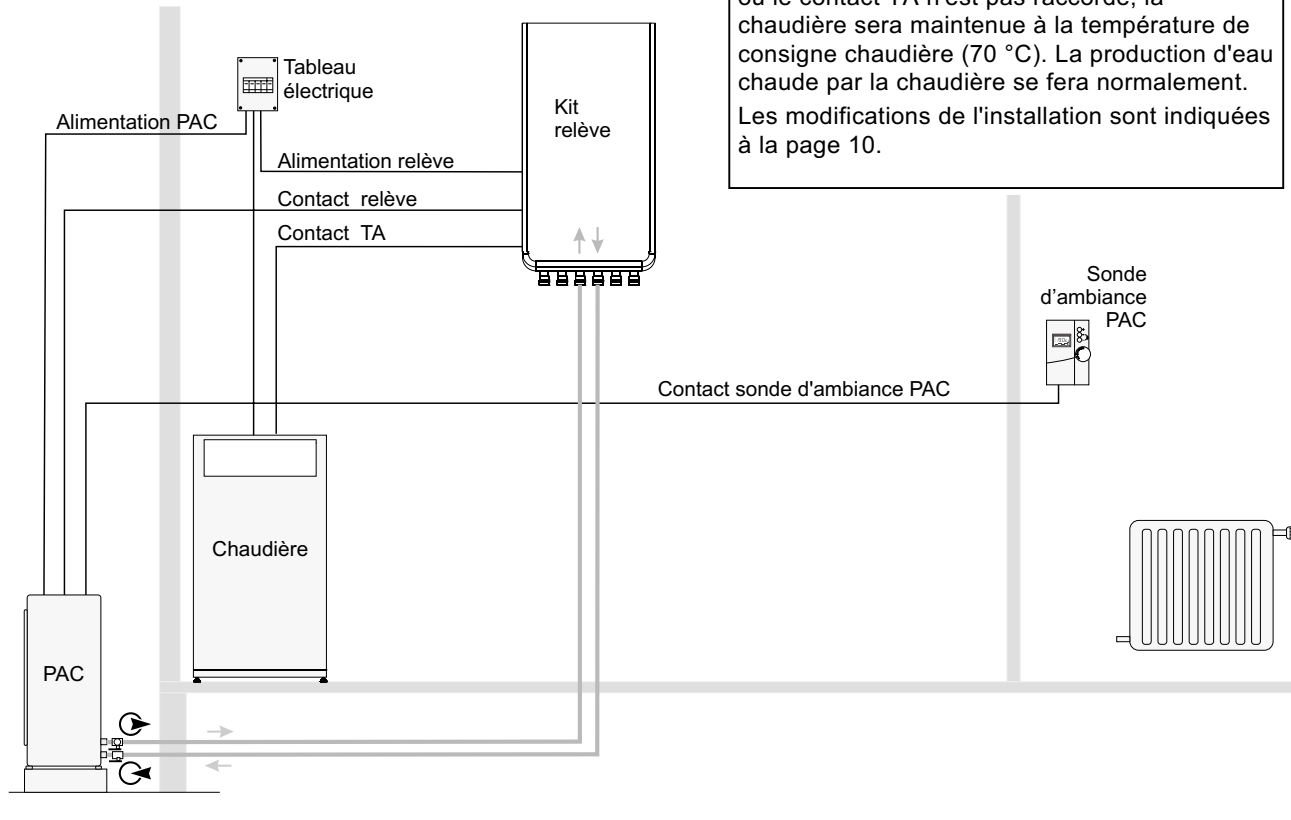 ou le contact TA n'est pas raccordé, la
chaudière sera maintenue à la température de
consigne chaudière (70 °C). La production d'eau
chaude par la chaudière se fera normalement.
Les modifications de l'installation sont indiquées
à la page 10.
Tableau
électrique
Kit
relève
Alimentation PAC
Alimentation relève
Contact relève
Contact TA
Sonde
d'ambiance
PAC
Contact sonde d'ambiance PAC
Chaudière
PAC